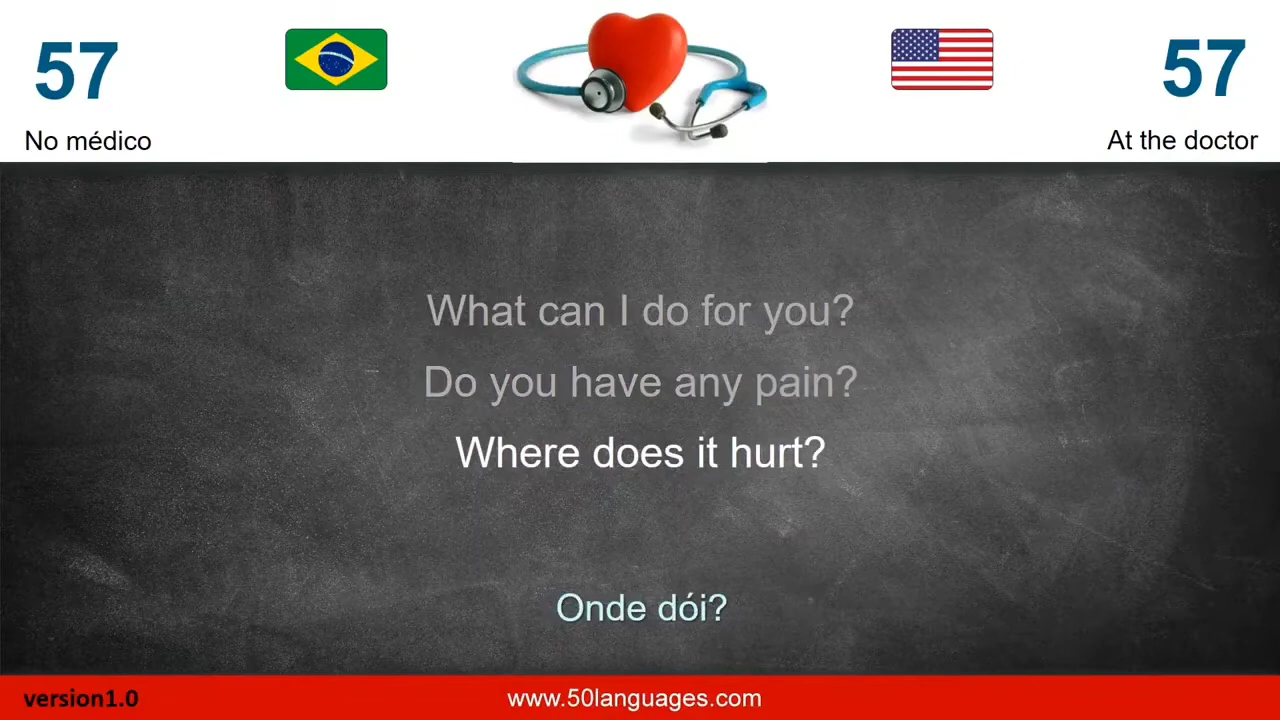 57
57
No médico
At the doctor
What can I do for you?
Do you have any pain?
Where does it hurt?
Onde dói?
version1.0
www.50languages.com